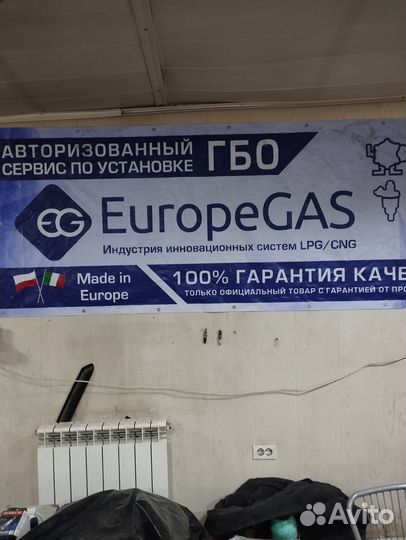 АВТОРИЗОВАННЫЙ
СЕРВИС ПО УСТАНОВКЕ
ГБО
EG EuropeGAS
Индустрия инновационных систем LPG/CNG
Made in
Europe
100% ГАРАНТИЯ КАЧЕ
ТОЛЬКО ОФИЦИАЛЬНЫЙ ТОВАР С ГАРАНТИЕЙ ОТ ПРО
Avito